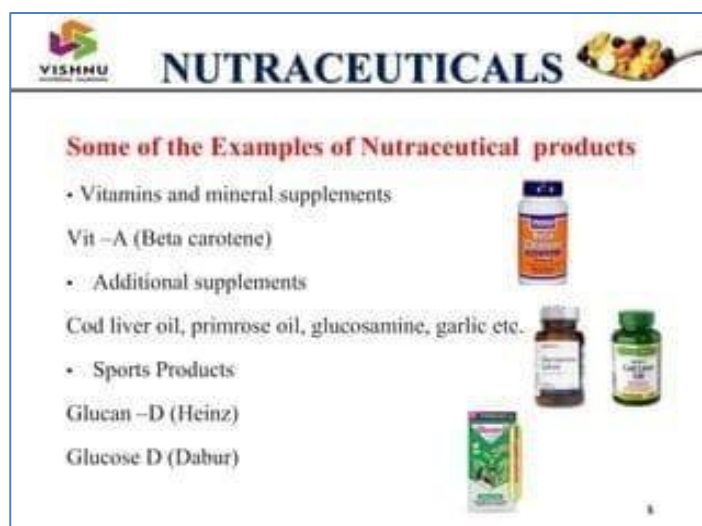 VISHNU
NUTRACEUTICALS
Some of the Examples of Nutraceutical products
• Vitamins and mineral supplements
Vit –A (Beta carotene)
• Additional supplements
Cod liver oil, primrose oil, glucosamine, garlic etc.
• Sports Products
Glucan –D (Heinz)
Glucose D (Dabur)